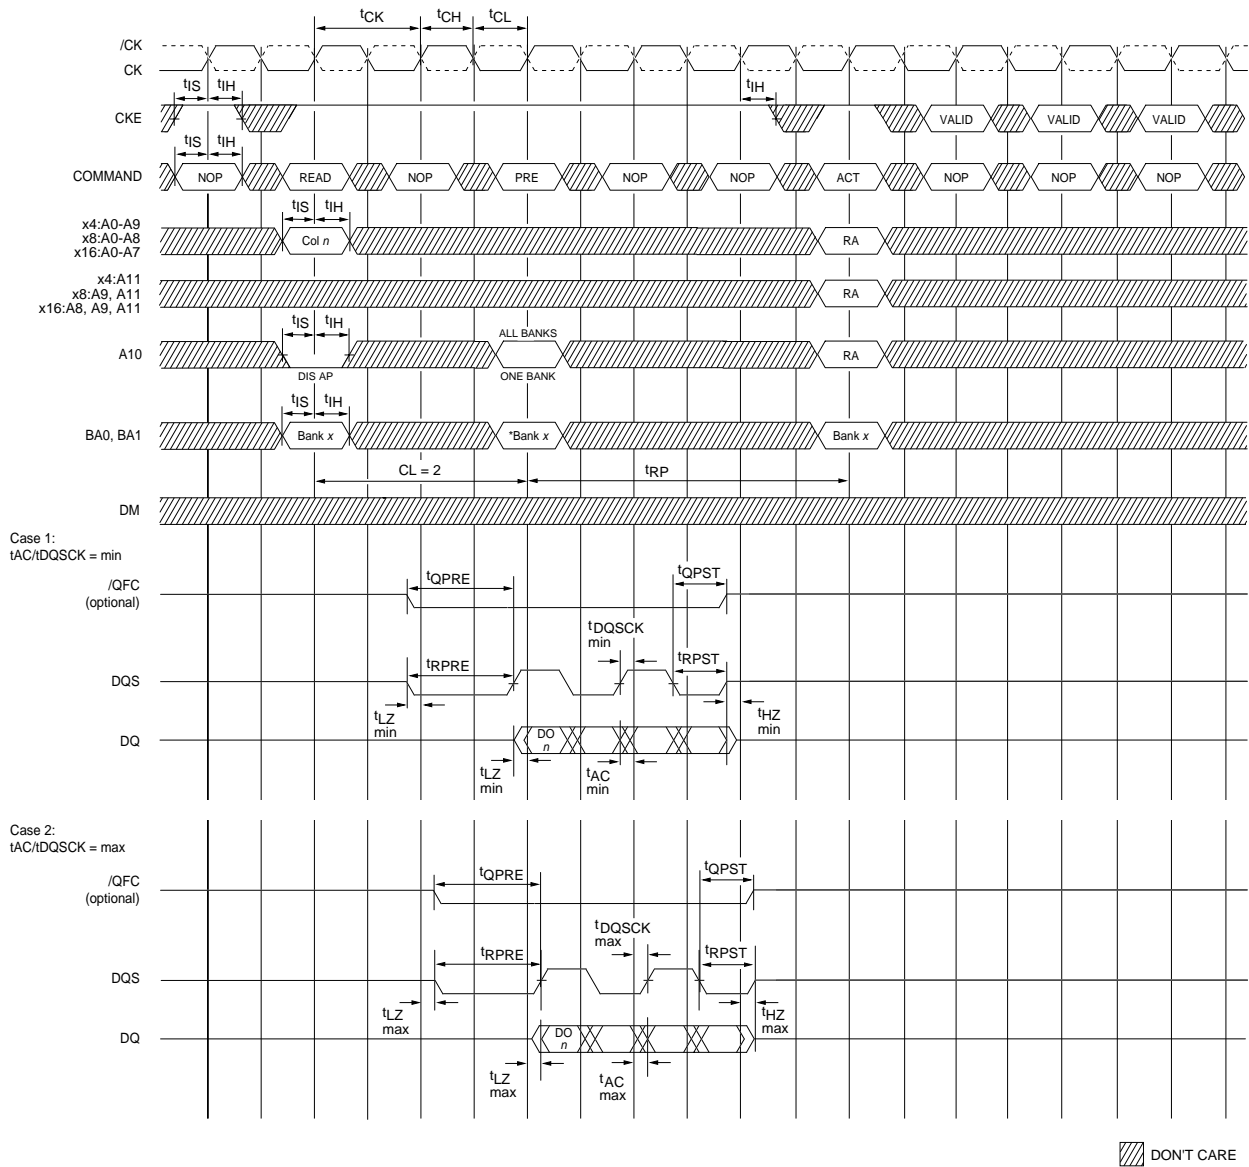 tCK tCH tCL
/CK
CK
tIS tIH tIH
CKE VALID VALID VALID
tIS tIH
COMMAND NOP READ NOP PRE NOP NOP ACT NOP NOP NOP
tIS tIH
x4:A0-A9
x8:A0-A8
x16:A0-A7
Col n RA
x4:A11
x8:A9, A11
x16:A8, A9, A11
RA
tIS tIH
ALL BANKS
A10 RA
DIS AP ONE BANK
tIS tIH
BA0, BA1 Bank x *Bank x Bank x
CL = 2 tRP
DM
Case 1:
tAC/tDQSCK = min
tQPRE tQPST
/QFC
(optional)
tDQSCK
min
tRPRE tRPST
DQS
tLZ
min
tHZ
min
DQ DO
n
tLZ
min
tAC
min
Case 2:
tAC/tDQSCK = max
tQPRE tQPST
/QFC
(optional)
tDQSCK
max
tRPRE tRPST
DQS
tLZ
max
tHZ
max
DQ DO
n
tLZ
max
tAC
max
DON'T CARE